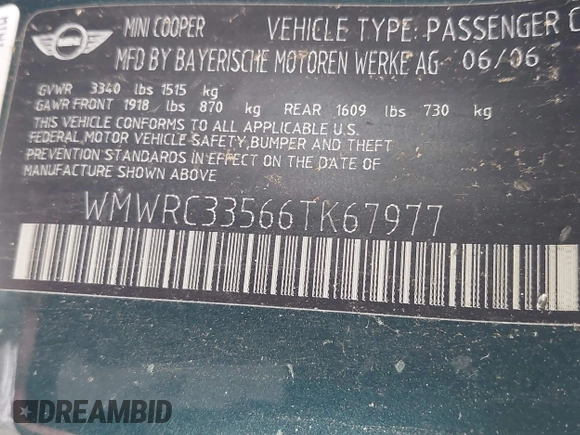 MINI
MINI COOPER VEHICLE TYPE: PASSENGER
MFD BY BAYERISCHE MOTOREN WERKE AG 06/06
GVWR 3340 lbs 1515 kg
GAWR FRONT 1918 lbs 870 kg REAR 1609 lbs 730 kg
THIS VEHICLE CONFORMS TO ALL APPLICABLE U.S.
FEDERAL,MOTOR VEHICLE SAFETY,BUMPER AND THEFT
PREVENTION STANDARDS IN EFFECT ON THE DATE OF
MANUFACTURE SHOWN ABOVE
WMWRC33566TK67977
DREAMBID